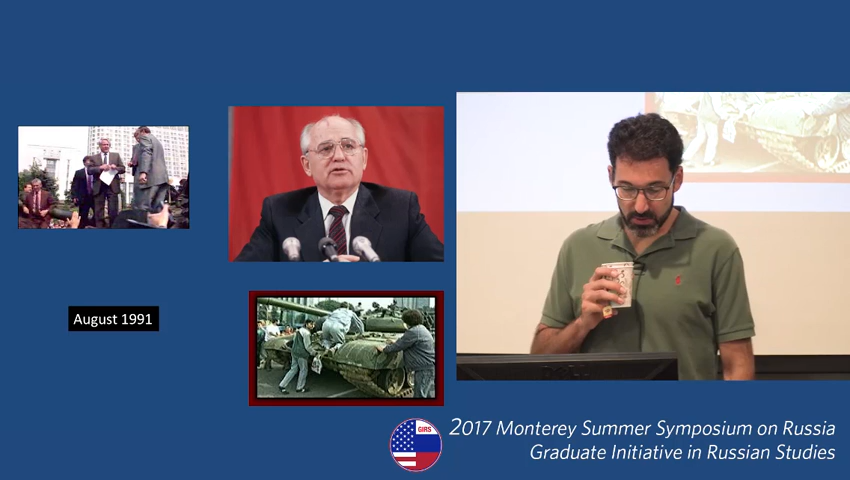 August 1991
GIRS
2017 Monterey Summer Symposium on Russia
Graduate Initiative in Russian Studies